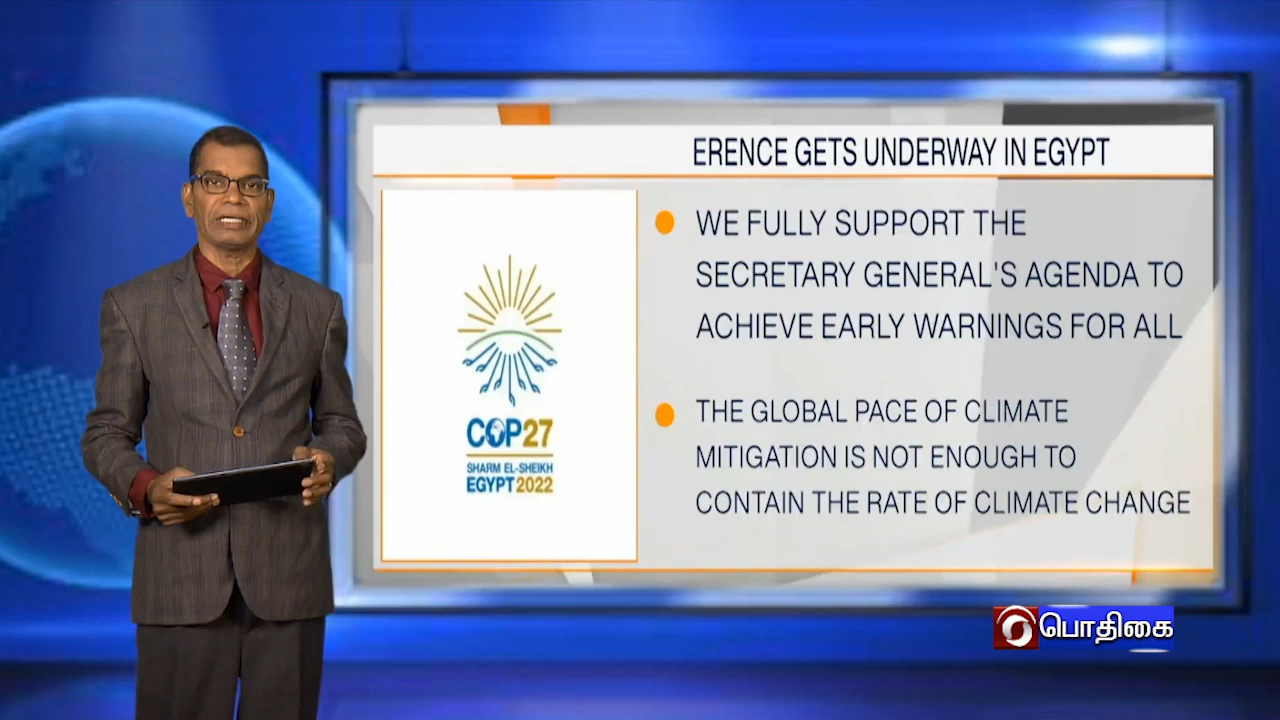 ERENCE GETS UNDERWAY IN EGYPT
WE FULLY SUPPORT THE
SECRETARY GENERAL'S AGENDA TO
ACHIEVE EARLY WARNINGS FOR ALL
THE GLOBAL PACE OF CLIMATE
MITIGATION IS NOT ENOUGH TO
CONTAIN THE RATE OF CLIMATE CHANGE
COP27
SHARM EL-SHEIKH
EGYPT 2022
பொதிகை